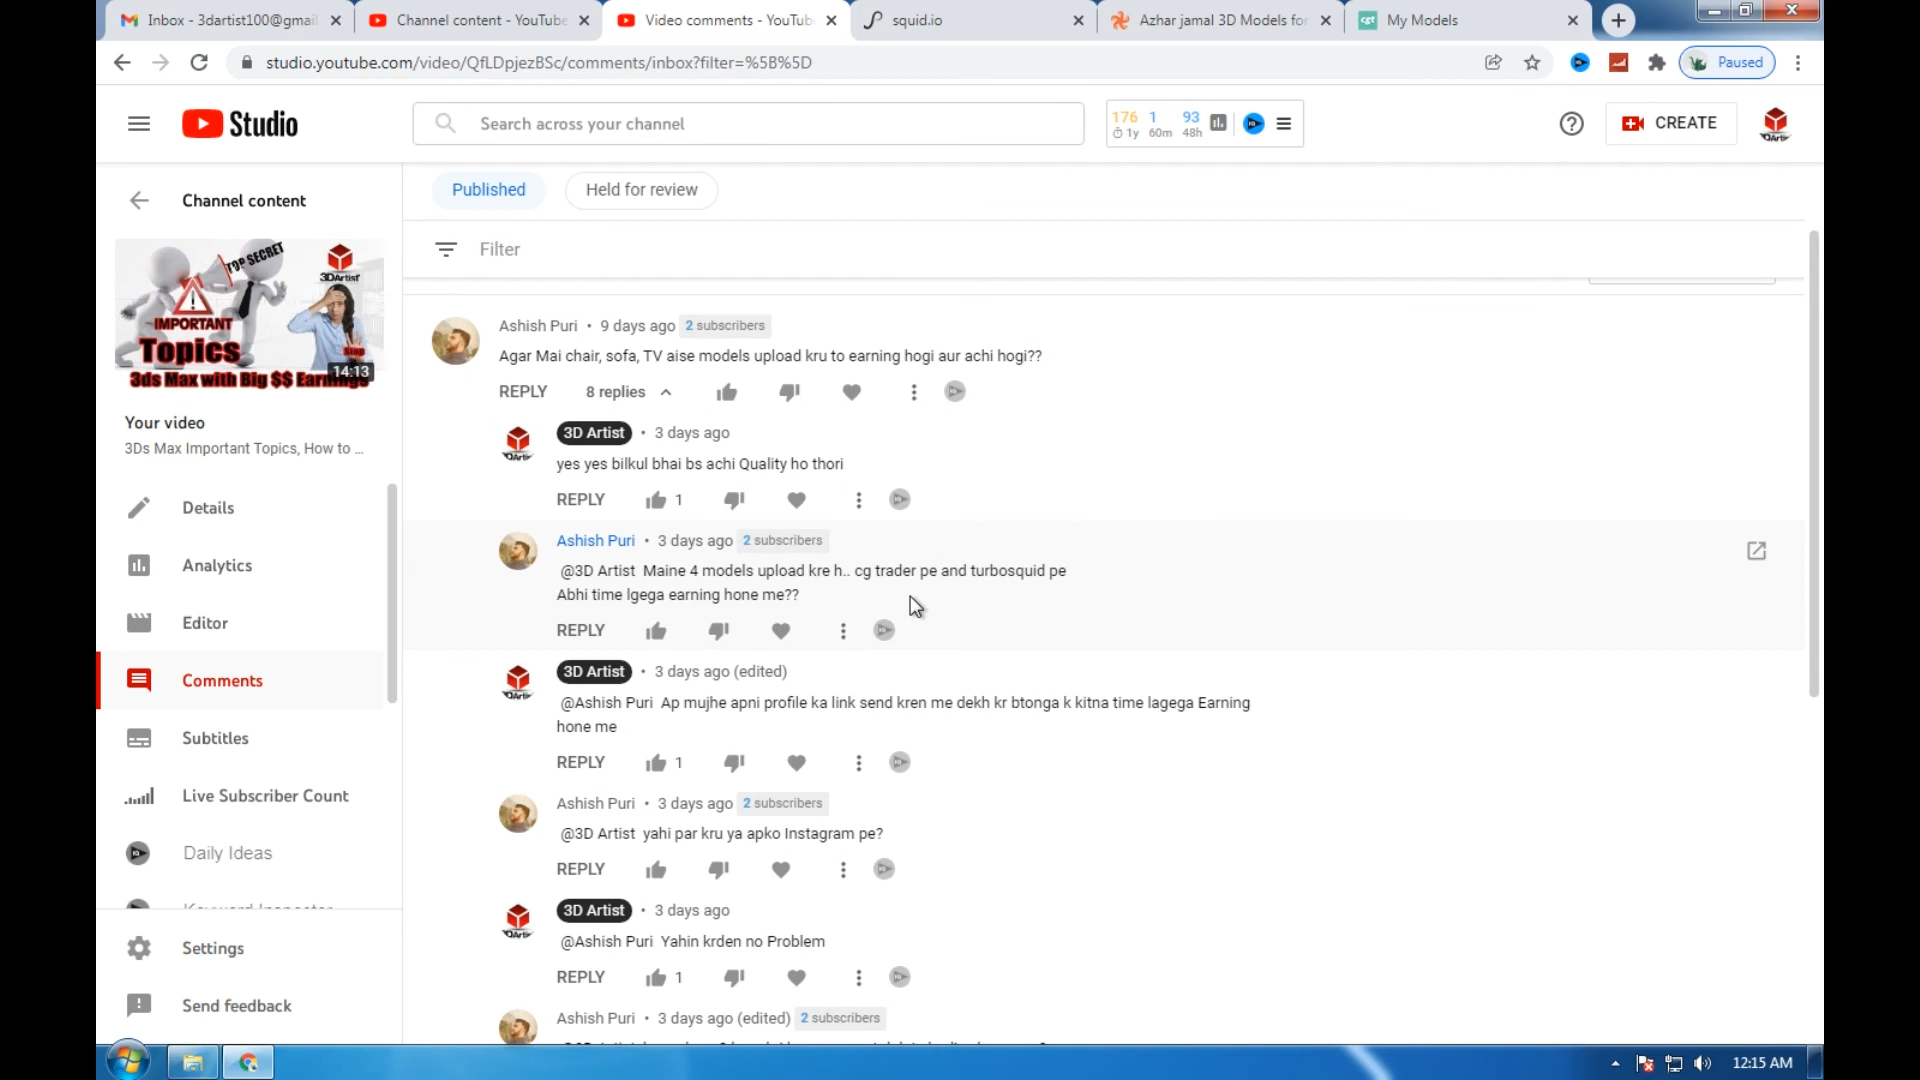 Inbox - 3dartist100@gmail
Channel content - YouTube
Video comments - YouTub
squid.io
Azhar jamal 3D Models for
cgt My Models
studio.youtube.com/video/QfLDpjezBSc/comments/inbox?filter=%5B%5D
Paused
Studio
Search across your channel
176 1 93
1y 60m 48h
CREATE
Channel content
Published
Held for review
Filter
TOP SECRET
3DArtist
IMPORTANT
Topics
Stop
14:13
3ds Max with Big $$ Earnings
Your video
3Ds Max Important Topics, How to …
Details
Analytics
Editor
Comments
Subtitles
Live Subscriber Count
Daily Ideas
Keyword Inspector
Settings
Send feedback
Ashish Puri • 9 days ago 2 subscribers
Agar Mai chair, sofa, TV aise models upload kru to earning hogi aur achi hogi??
REPLY 8 replies
3D Artist • 3 days ago
yes yes bilkul bhai bs achi Quality ho thori
REPLY 1
Ashish Puri • 3 days ago 2 subscribers
@3D Artist Maine 4 models upload kre h.. cg trader pe and turbosquid pe
Abhi time lgega earning hone me??
REPLY
3D Artist • 3 days ago (edited)
@Ashish Puri Ap mujhe apni profile ka link send kren me dekh kr btonga k kitna time lagega Earning
hone me
REPLY 1
Ashish Puri • 3 days ago 2 subscribers
@3D Artist yahi par kru ya apko Instagram pe?
REPLY
3D Artist • 3 days ago
@Ashish Puri Yahin krden no Problem
REPLY 1
Ashish Puri • 3 days ago (edited) 2 subscribers
12:15 AM